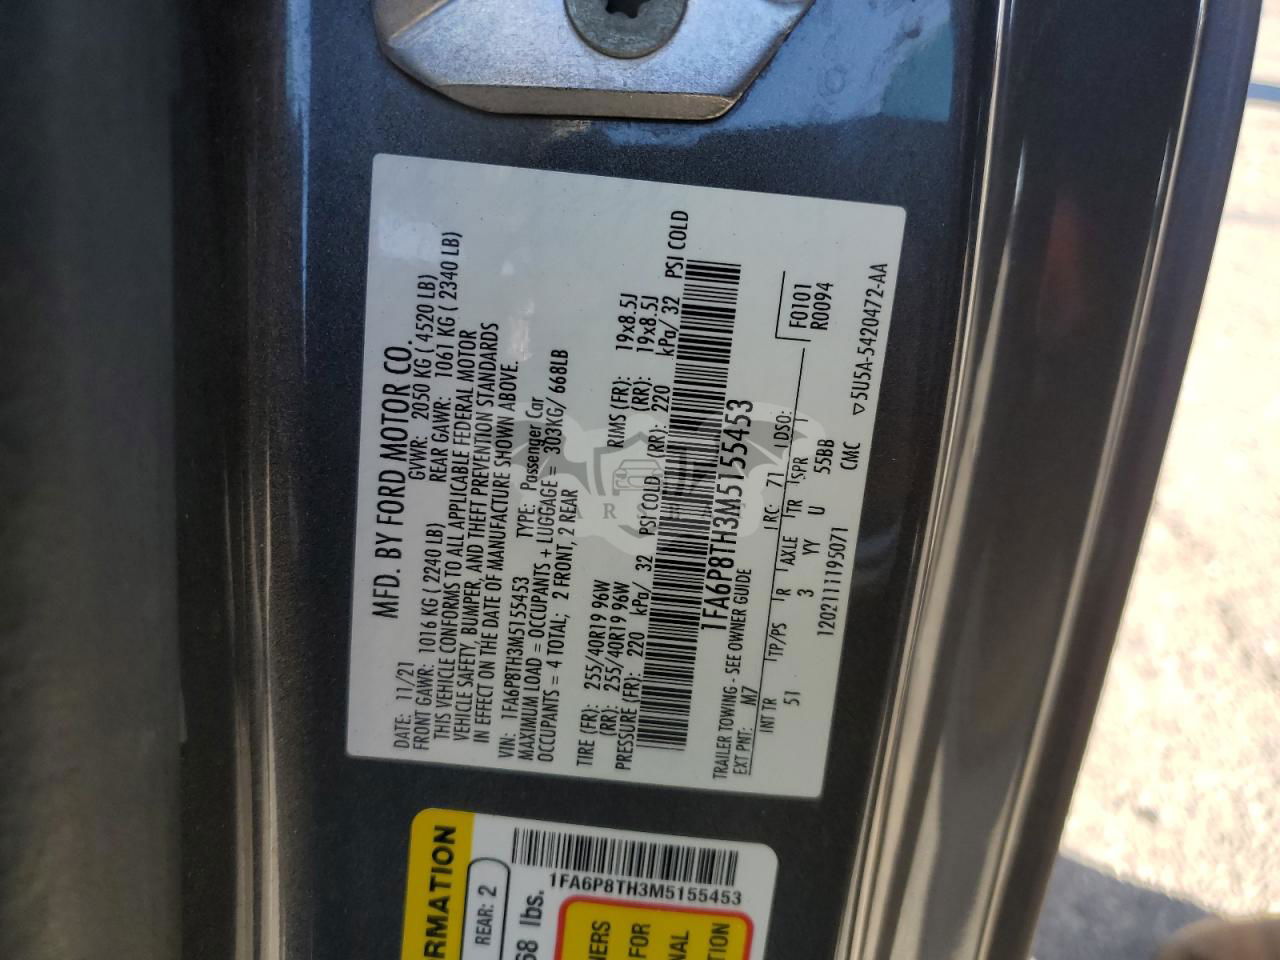 MFD. BY FORD MOTOR CO.
DATE: 11/21 GVWR: 2050 KG ( 4520 LB)
FRONT GAWR: 1016 KG ( 2240 LB) REAR GAWR: 1061 KG ( 2340 LB)
THIS VEHICLE CONFORMS TO ALL APPLICABLE FEDERAL MOTOR
VEHICLE SAFETY, BUMPER, AND THEFT PREVENTION STANDARDS
IN EFFECT ON THE DATE OF MANUFACTURE SHOWN ABOVE.
VIN: 1FA6P8TH3M5155453 TYPE: Passenger Car
MAXIMUM LOAD = OCCUPANTS + LUGGAGE = 303KG/ 668LB
OCCUPANTS = 4 TOTAL; 2 FRONT, 2 REAR
TIRE (FR): 255/40R19 96W RIMS (FR): 19x8.5J
(RR): 255/40R19 96W (RR): 19x8.5J
PRESSURE (FR): 220 kPa/ 32 PSI COLD (RR): 220 kPa/ 32 PSI COLD
1FA6P8TH3M5155453
TRAILER TOWING - SEE OWNER GUIDE
EXT PNT: M7 RC: 71 DSO: F0101
R0094
INT TR TP/PS R AXLE TR SPR
51 3 YY U 55BB
1202111195071 CMC ▽5U5A-5420472-AA
RMATION
REAR: 2
68 lbs.
1FA6P8TH3M5155453
NERS
FOR
NAL
TION